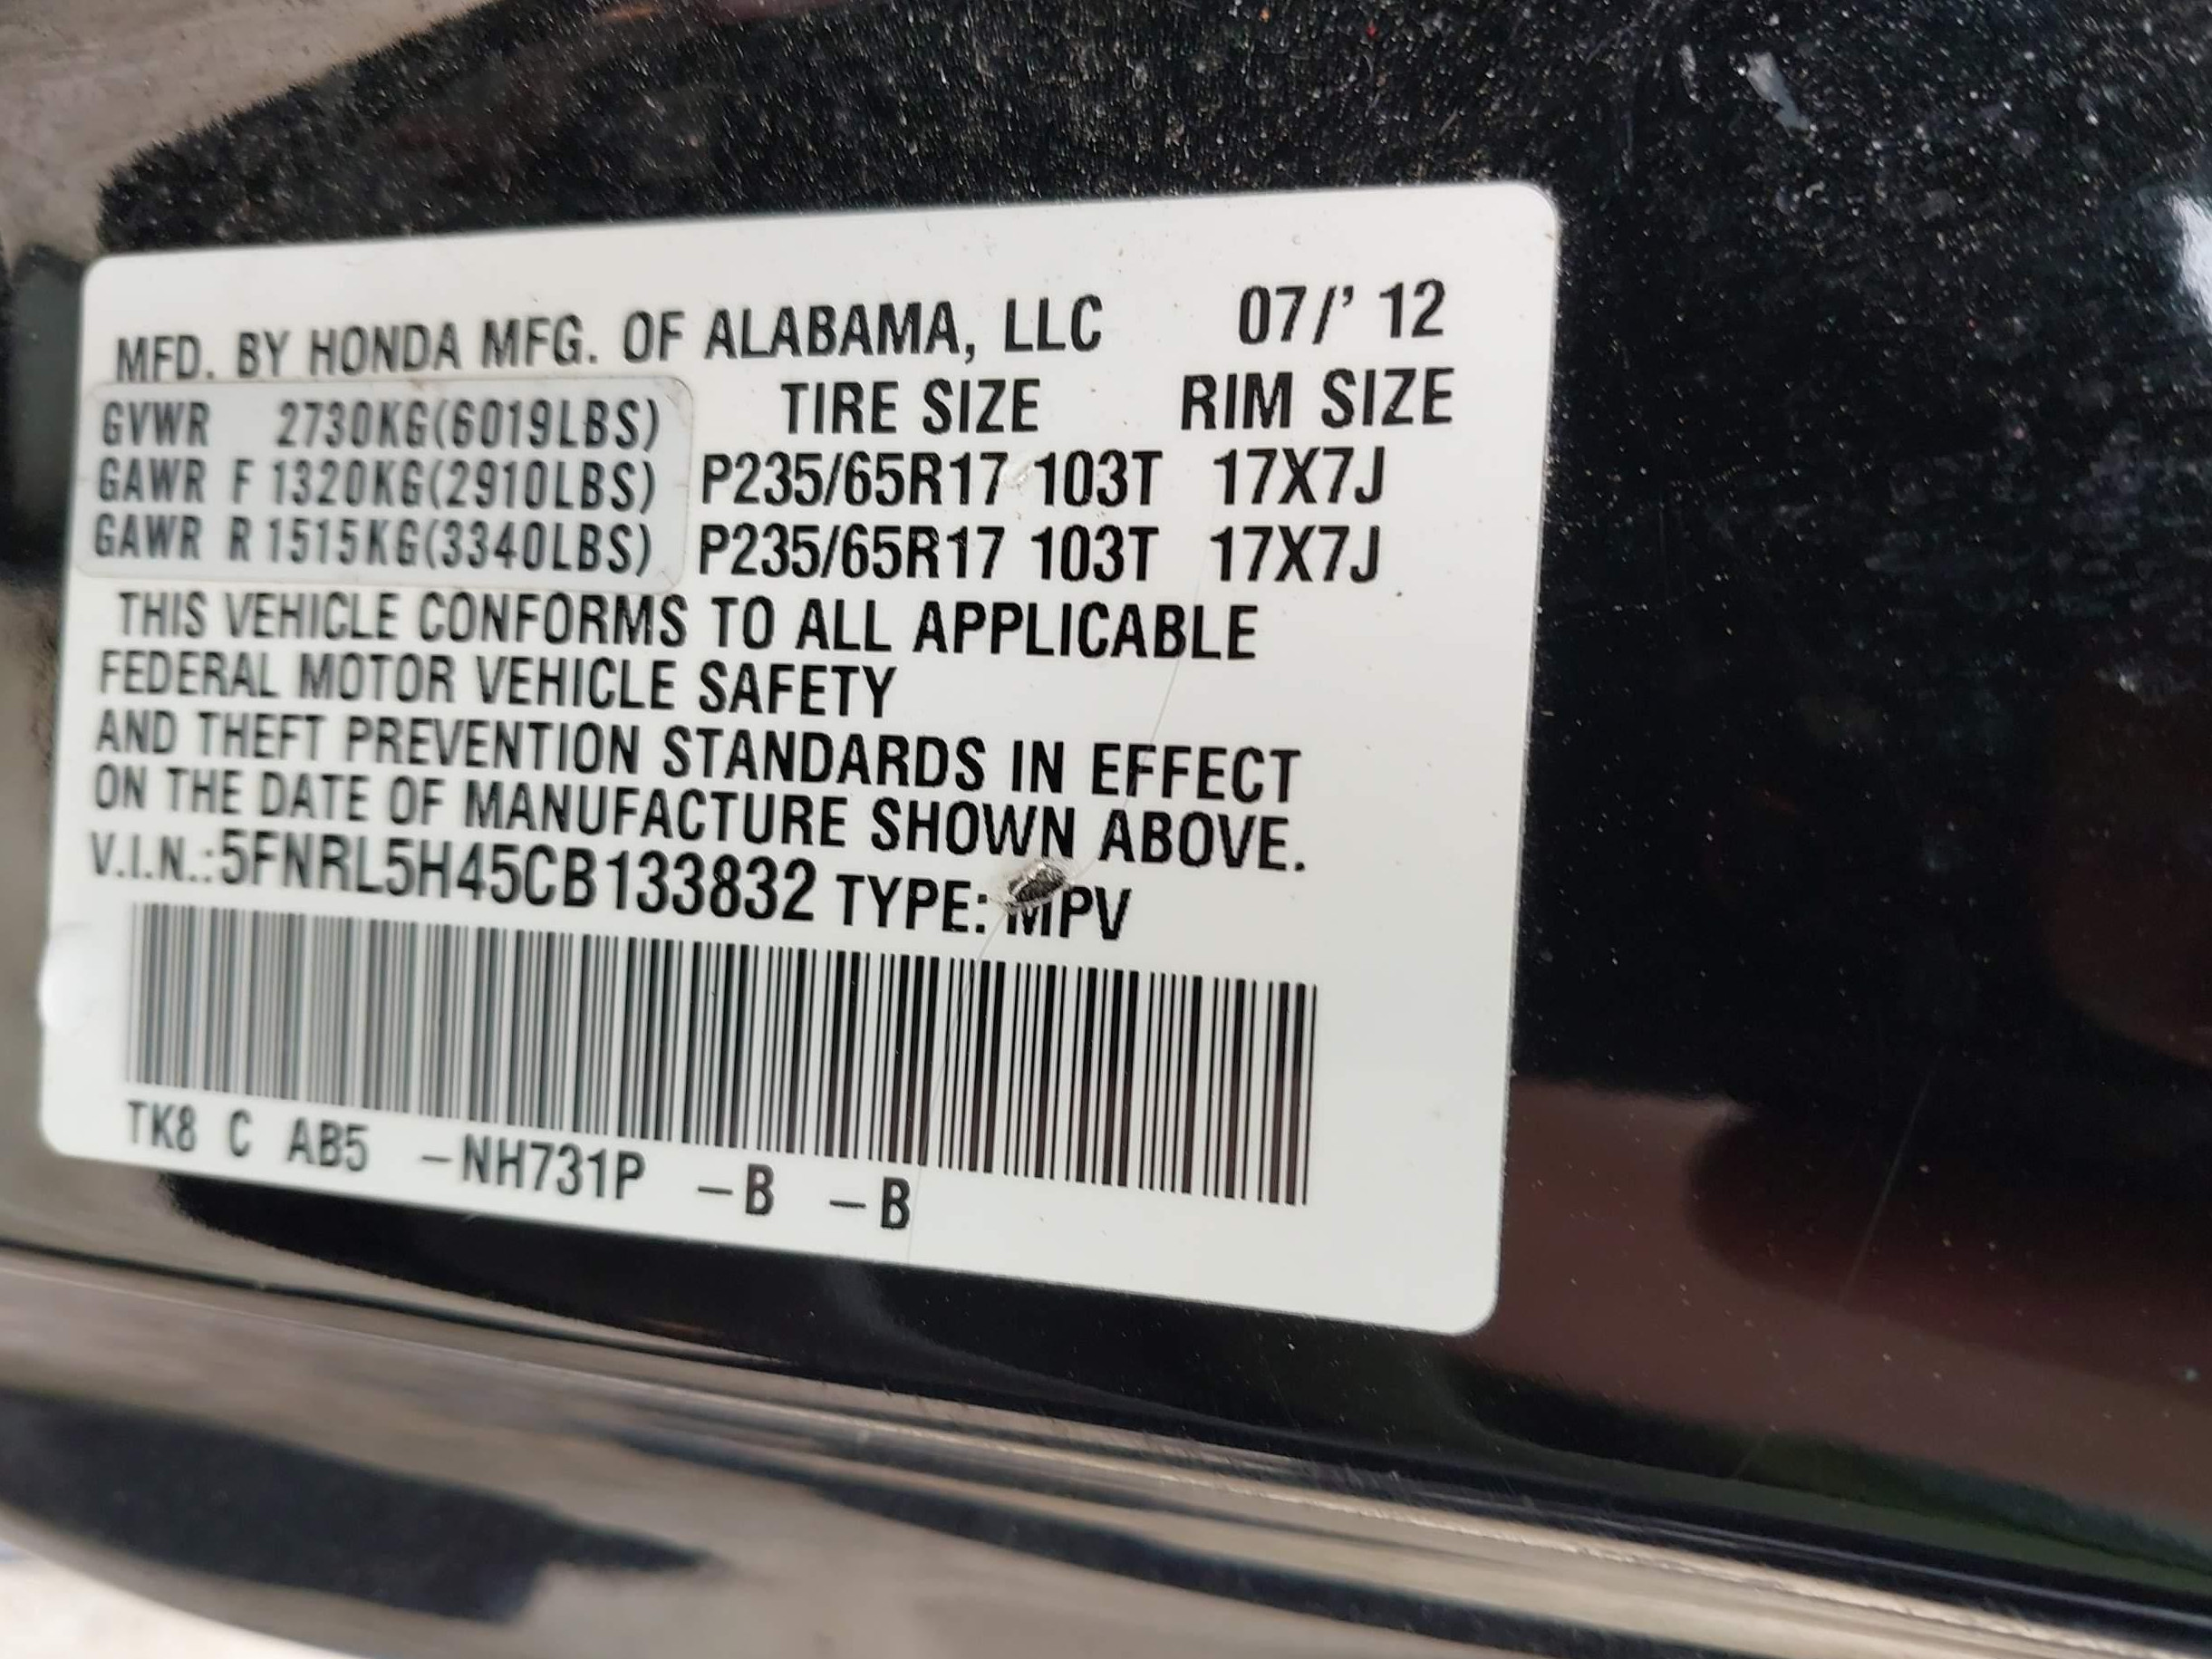 MFD. BY HONDA MFG. OF ALABAMA, LLC 07/' 12
TIRE SIZE RIM SIZE
GVWR 2730KG(6019LBS)
GAWR F 1320KG(2910LBS) P235/65R17 103T 17X7J
GAWR R 1515KG(3340LBS) P235/65R17 103T 17X7J
THIS VEHICLE CONFORMS TO ALL APPLICABLE
FEDERAL MOTOR VEHICLE SAFETY
AND THEFT PREVENTION STANDARDS IN EFFECT
ON THE DATE OF MANUFACTURE SHOWN ABOVE.
V.I.N.:5FNRL5H45CB133832 TYPE: MPV
TK8 C AB5 –NH731P –B –B